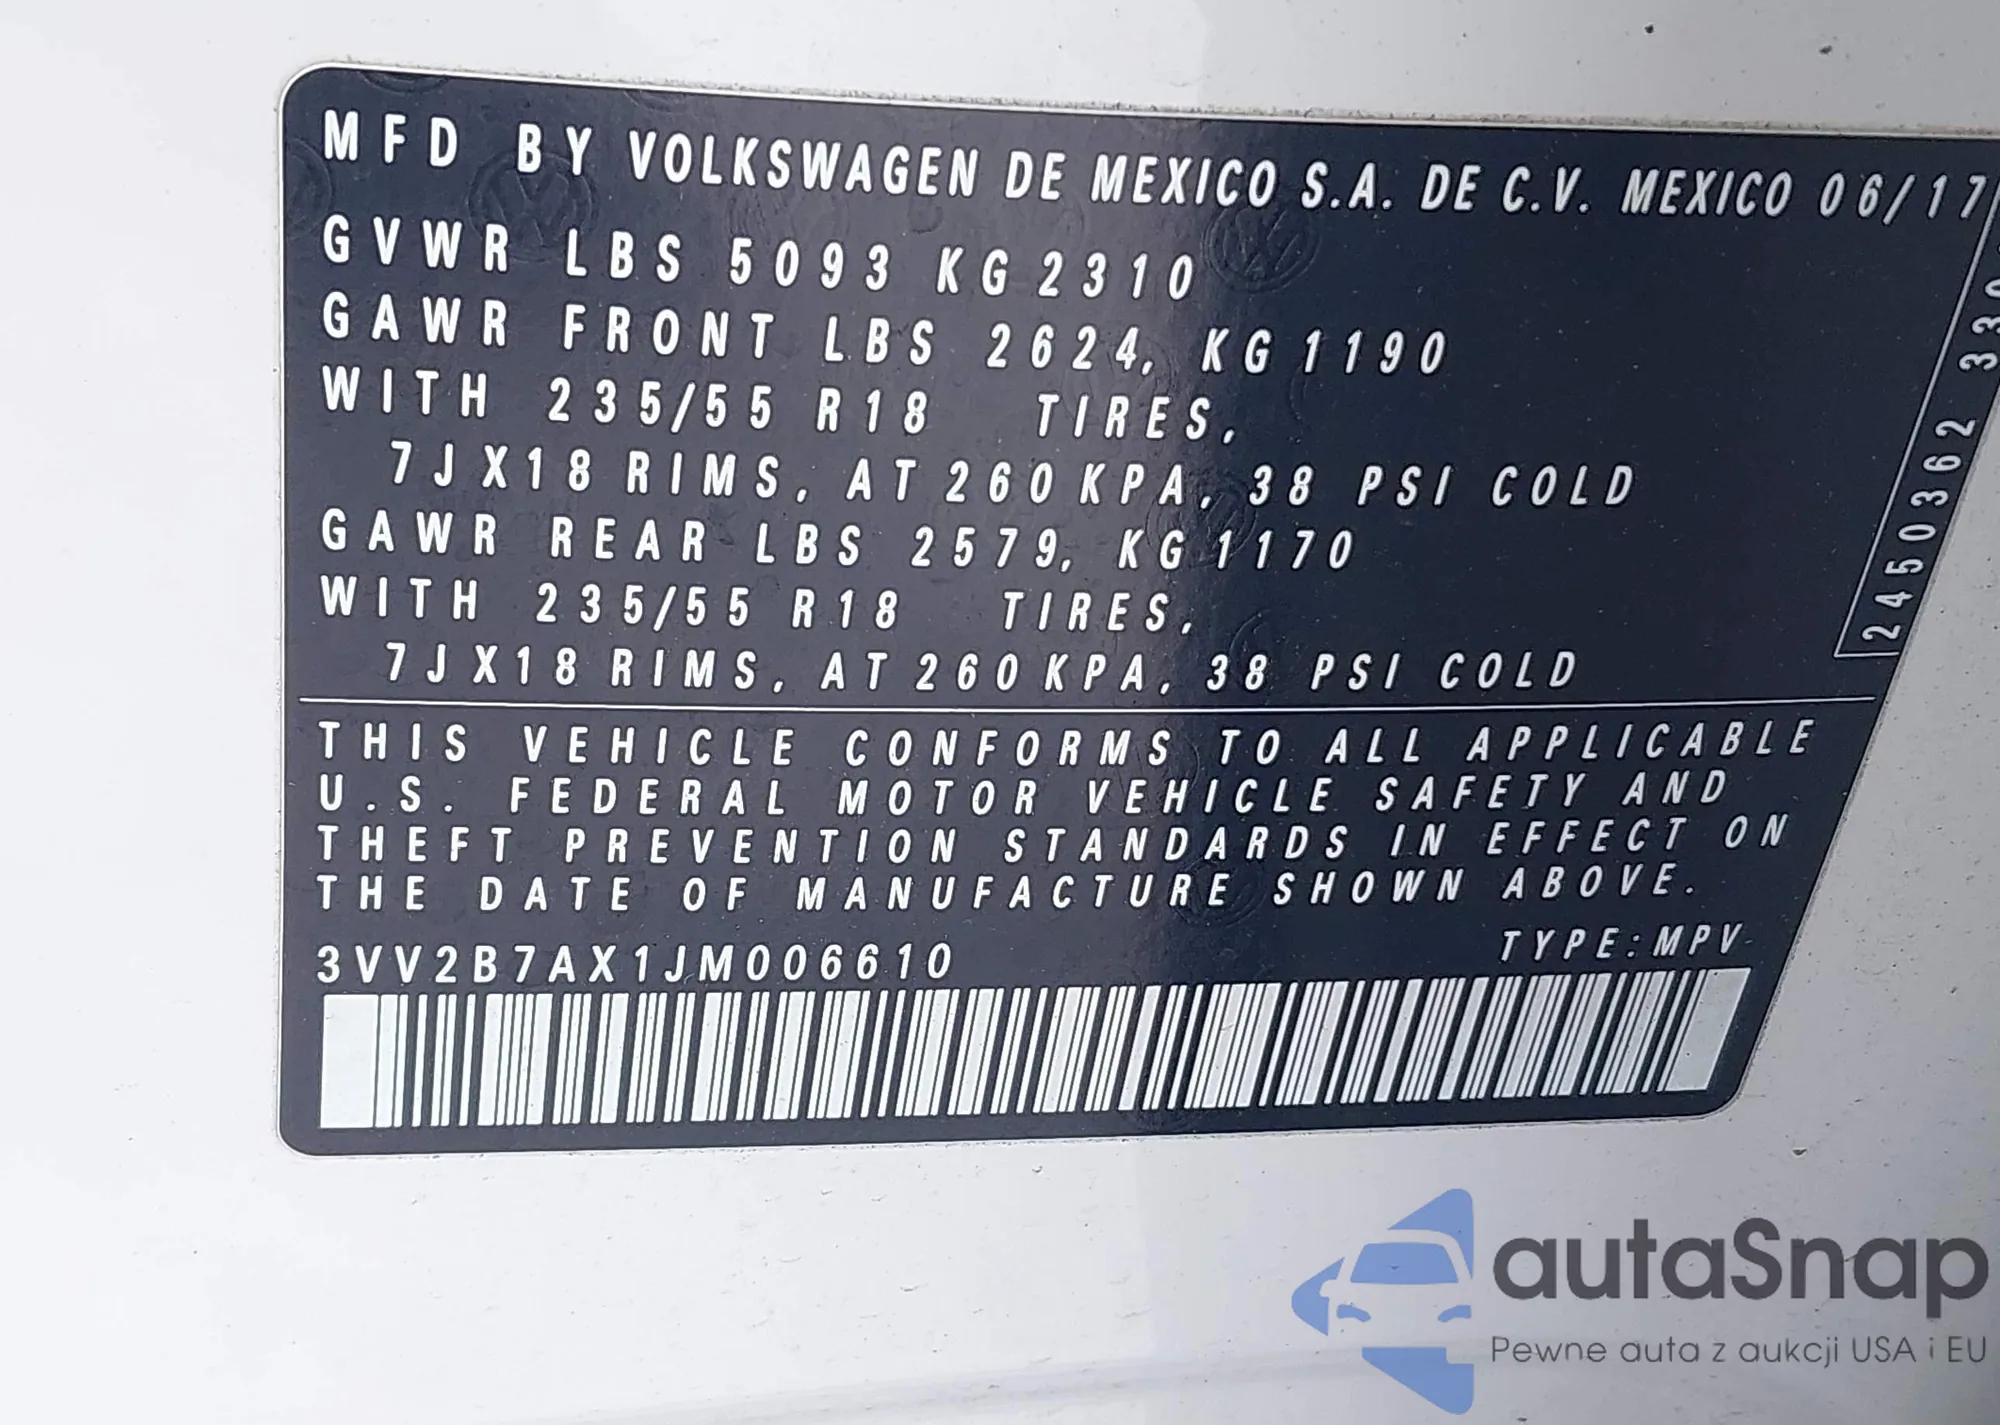 MFD BY VOLKSWAGEN DE MEXICO S.A. DE C.V. MEXICO 06/17
GVWR LBS 5093 KG 2310
GAWR FRONT LBS 2624, KG 1190
WITH 235/55 R18 TIRES,
7JX18 RIMS, AT 260 KPA, 38 PSI COLD
GAWR REAR LBS 2579, KG 1170
WITH 235/55 R18 TIRES,
7JX18 RIMS, AT 260 KPA, 38 PSI COLD
2450362
THIS VEHICLE CONFORMS TO ALL APPLICABLE
U.S. FEDERAL MOTOR VEHICLE SAFETY AND
THEFT PREVENTION STANDARDS IN EFFECT ON
THE DATE OF MANUFACTURE SHOWN ABOVE.
3VV2B7AX1JM006610 TYPE:MPV
autaSnap
Pewne auta z aukcji USA i EU